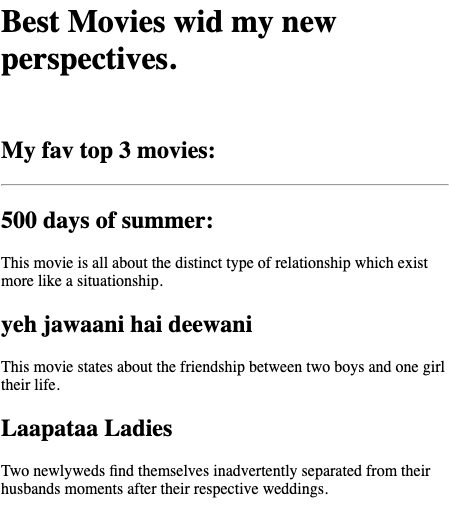 Best Movies wid my new
perspectives.
My fav top 3 movies:
500 days of summer:
This movie is all about the distinct type of relationship which exist
more like a situationship.
yeh jawaani hai deewani
This movie states about the friendship between two boys and one girl
their life.
Laapataa Ladies
Two newlyweds find themselves inadvertently separated from their
husbands moments after their respective weddings.